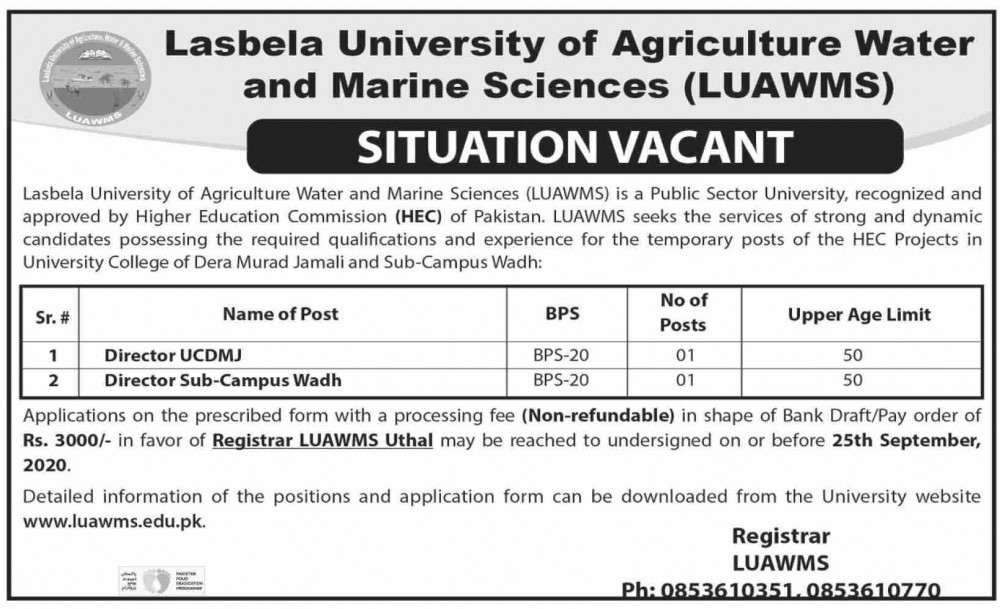 Lasbela University of Agriculture, Water & Marine Sciences
LUAWMS
Lasbela University of Agriculture Water
and Marine Sciences (LUAWMS)
SITUATION VACANT
Lasbela University of Agriculture Water and Marine Sciences (LUAWMS) is a Public Sector University, recognized and
approved by Higher Education Commission (HEC) of Pakistan. LUAWMS seeks the services of strong and dynamic
candidates possessing the required qualifications and experience for the temporary posts of the HEC Projects in
University College of Dera Murad Jamali and Sub-Campus Wadh:
Sr. # Name of Post BPS No of Posts Upper Age Limit
1 Director UCDMJ BPS-20 01 50
2 Director Sub-Campus Wadh BPS-20 01 50
Applications on the prescribed form with a processing fee (Non-refundable) in shape of Bank Draft/Pay order of
Rs. 3000/- in favor of Registrar LUAWMS Uthal may be reached to undersigned on or before 25th September,
2020.
Detailed information of the positions and application form can be downloaded from the University website
www.luawms.edu.pk.
Registrar
LUAWMS
Ph: 0853610351, 0853610770
PAKISTAN
POLIO
ERADICATION
PROGRAMME